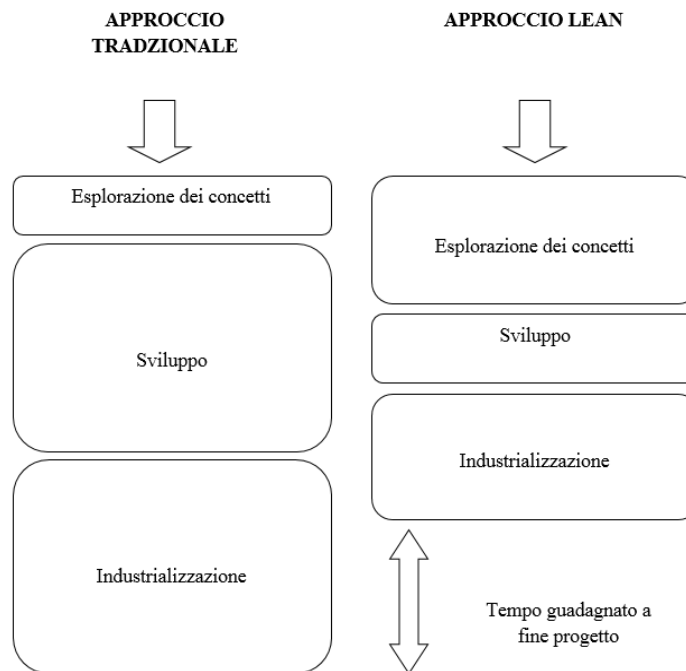 APPROCCIO
TRADZIONALE
Esplorazione dei concetti
Sviluppo
Industrializzazione
APPROCCIO LEAN
Esplorazione dei concetti
Sviluppo
Industrializzazione
Tempo guadagnato a
fine progetto